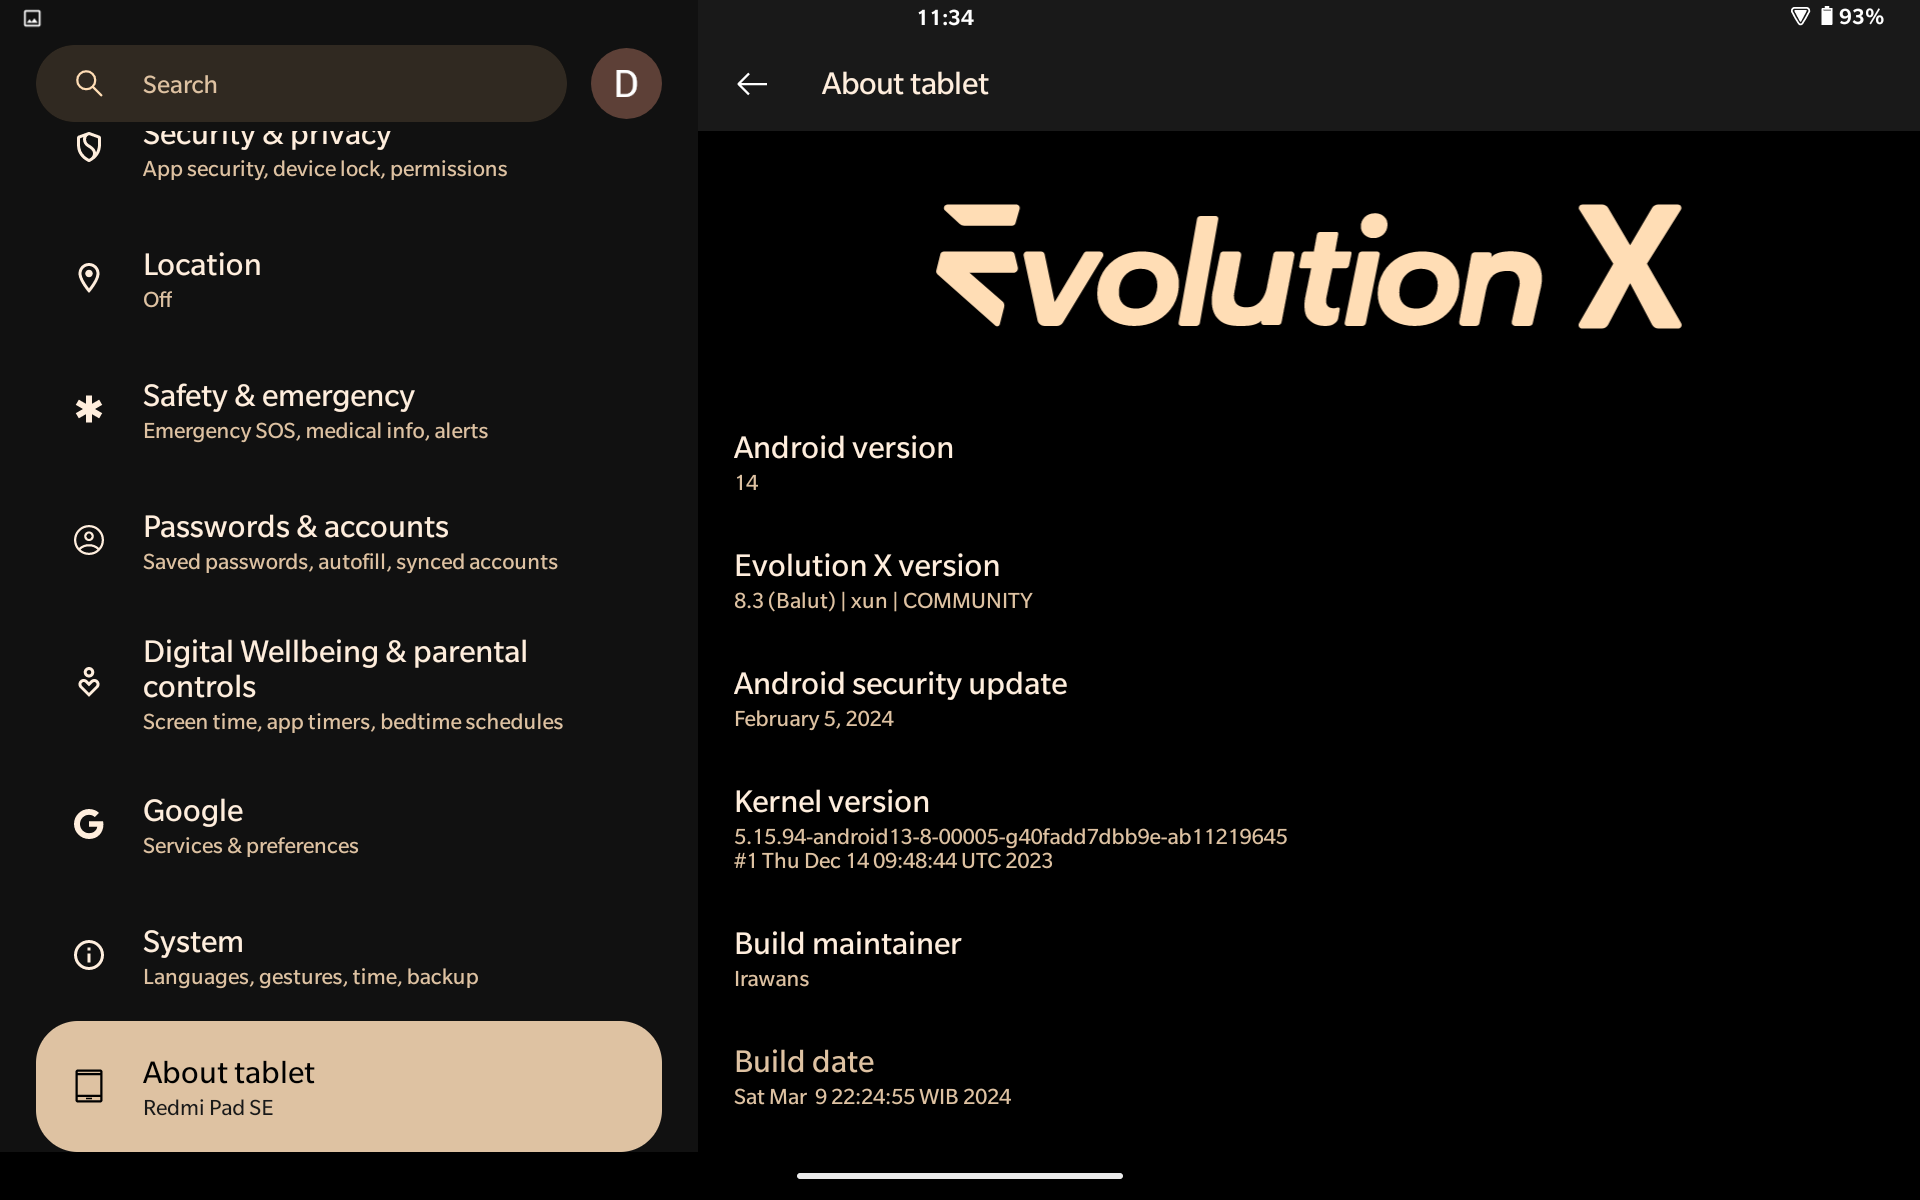 11:34
93%
Search
D
About tablet
Security & privacy
App security, device lock, permissions
Location
Off
Safety & emergency
Emergency SOS, medical info, alerts
Passwords & accounts
Saved passwords, autofill, synced accounts
Digital Wellbeing & parental
controls
Screen time, app timers, bedtime schedules
Google
Services & preferences
System
Languages, gestures, time, backup
About tablet
Redmi Pad SE
Evolution X
Android version
14
Evolution X version
8.3 (Balut) | xun | COMMUNITY
Android security update
February 5, 2024
Kernel version
5.15.94-android13-8-00005-g40fadd7dbb9e-ab11219645
#1 Thu Dec 14 09:48:44 UTC 2023
Build maintainer
Irawans
Build date
Sat Mar  9 22:24:55 WIB 2024